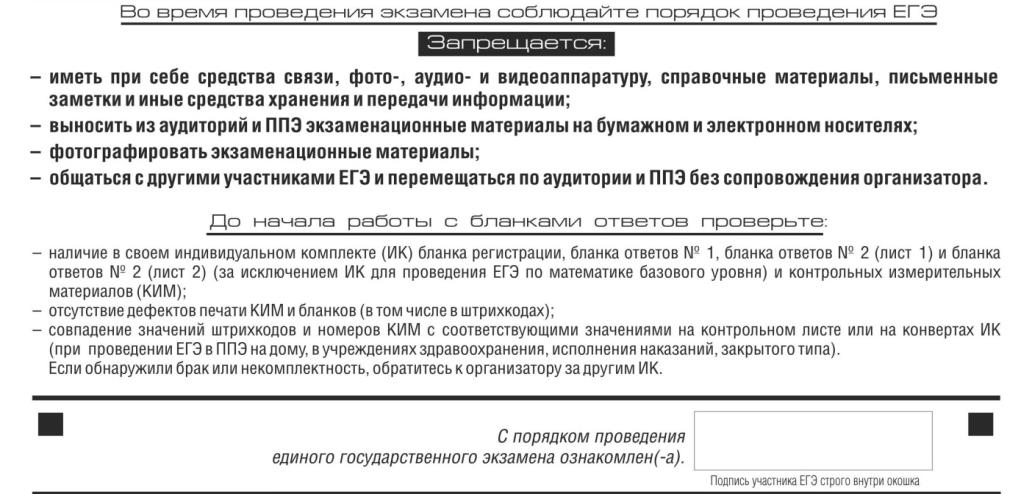 Во время проведения экзамена соблюдайте порядок проведения ЕГЭ
Запрещается:
– иметь при себе средства связи, фото-, аудио- и видеоаппаратуру, справочные материалы, письменные
заметки и иные средства хранения и передачи информации;
– выносить из аудиторий и ППЭ экзаменационные материалы на бумажном и электронном носителях;
– фотографировать экзаменационные материалы;
– общаться с другими участниками ЕГЭ и перемещаться по аудитории и ППЭ без сопровождения организатора.
До начала работы с бланками ответов проверьте:
– наличие в своем индивидуальном комплекте (ИК) бланка регистрации, бланка ответов № 1, бланка ответов № 2 (лист 1) и бланка
ответов № 2 (лист 2) (за исключением ИК для проведения ЕГЭ по математике базового уровня) и контрольных измерительных
материалов (КИМ);
– отсутствие дефектов печати КИМ и бланков (в том числе в штрихкодах);
– совпадение значений штрихкодов и номеров КИМ с соответствующими значениями на контрольном листе или на конвертах ИК
(при проведении ЕГЭ в ППЭ на дому, в учреждениях здравоохранения, исполнения наказаний, закрытого типа).
Если обнаружили брак или некомплектность, обратитесь к организатору за другим ИК.
С порядком проведения
единого государственного экзамена ознакомлен(-а).
Подпись участника ЕГЭ строго внутри окошка